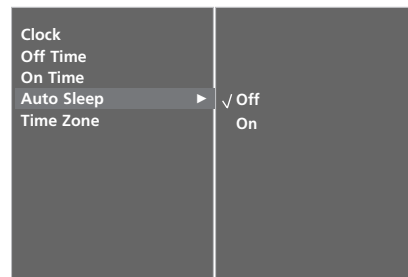 Clock
Off Time
On Time
Auto Sleep ► √ Off
Time Zone
On